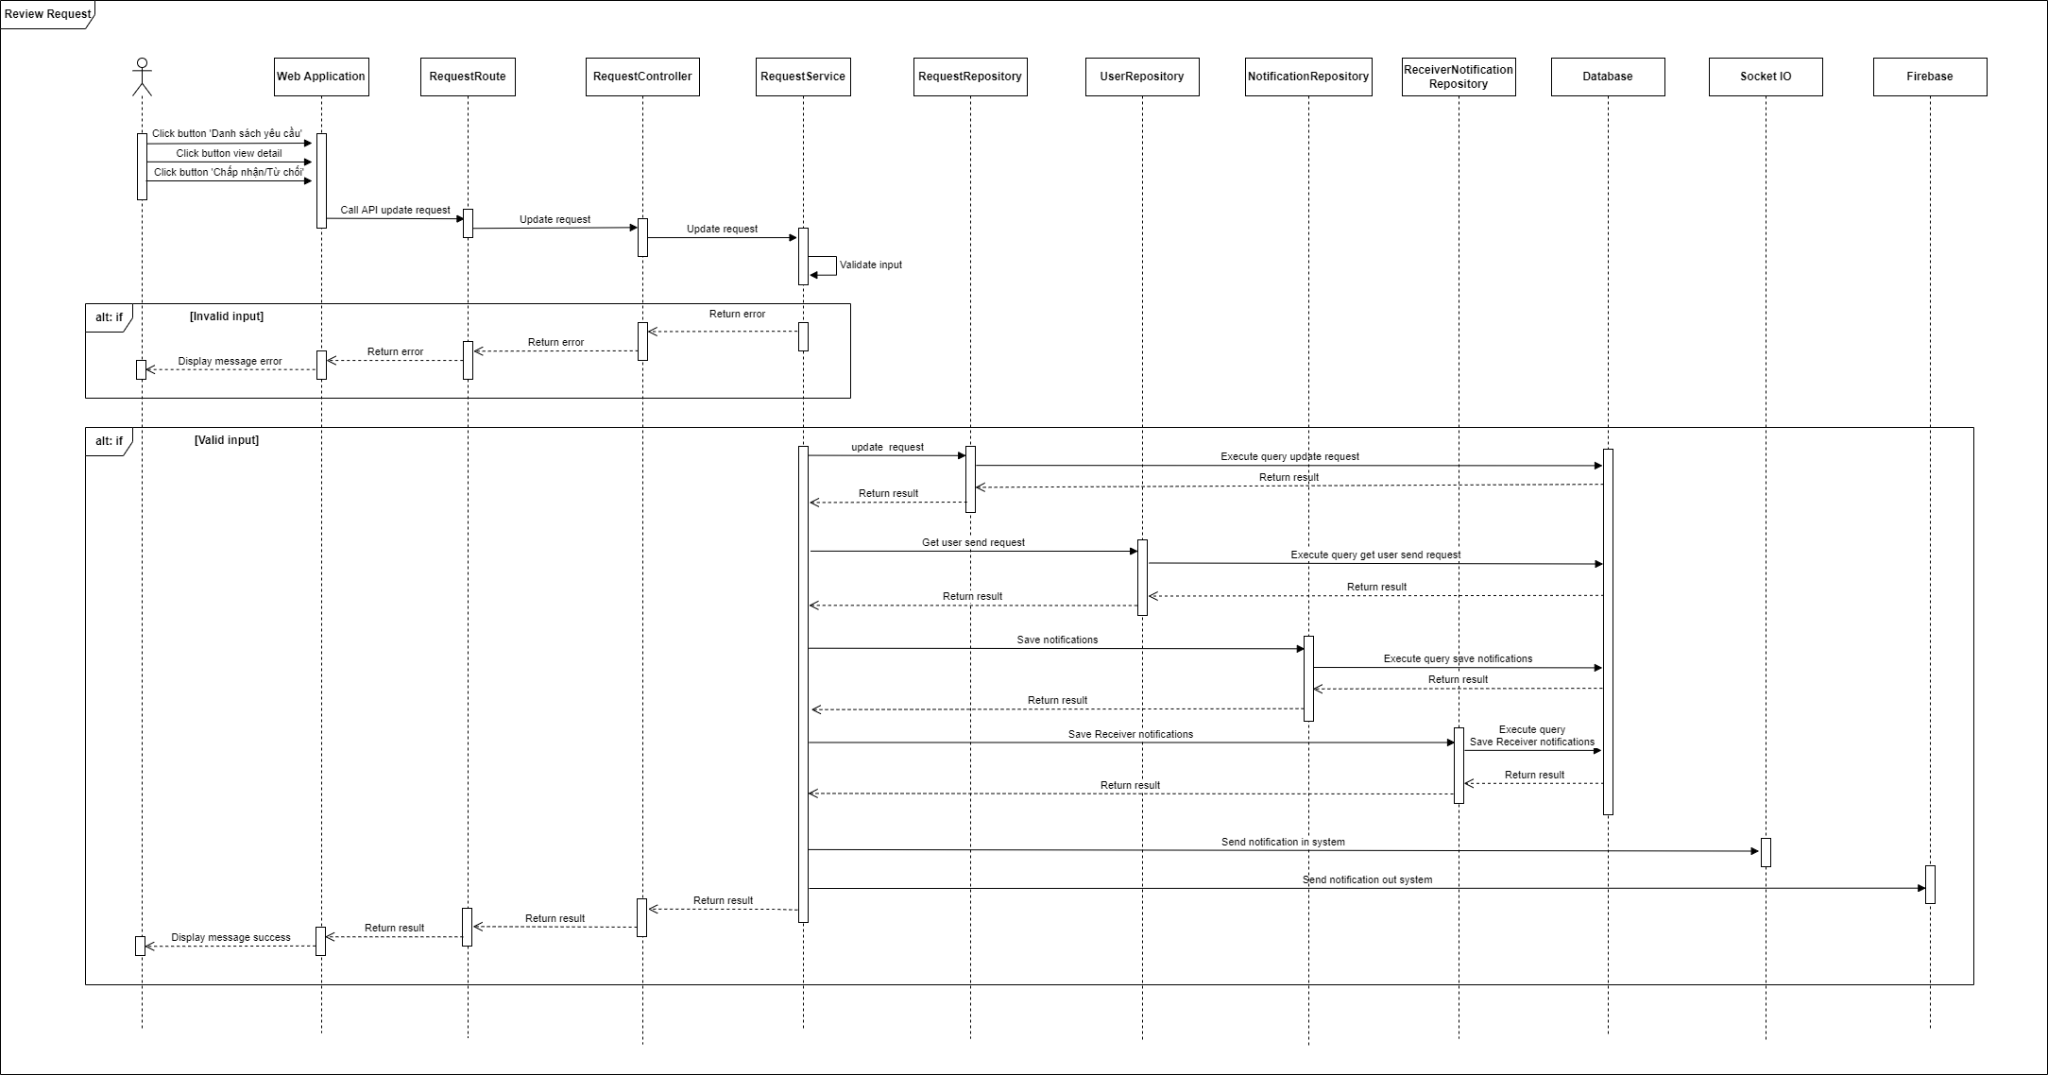 Review Request
Web Application
RequestRoute
RequestController
RequestService
RequestRepository
UserRepository
NotificationRepository
ReceiverNotification
Repository
Database
Socket IO
Firebase
Click button 'Danh sách yêu cầu'
Click button view detail
Click button 'Chấp nhận/Từ chối'
Call API update request
Update request
Update request
Validate input
alt: if
[Invalid input]
Return error
Return error
Return error
Display message error
alt: if
[Valid input]
update  request
Execute query update request
Return result
Return result
Get user send request
Execute query get user send request
Return result
Return result
Save notifications
Execute query save notifications
Return result
Return result
Save Receiver notifications
Execute query
Save Receiver notifications
Return result
Return result
Send notification in system
Send notification out system
Return result
Return result
Return result
Display message success